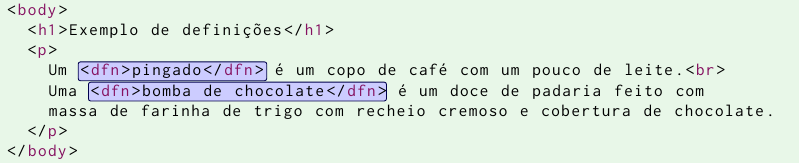 <body>
<h1>Exemplo de definições</h1>
<p>
Um <dfn>pingado</dfn> é um copo de café com um pouco de leite.<br>
Uma <dfn>bomba de chocolate</dfn> é um doce de padaria feito com
massa de farinha de trigo com recheio cremoso e cobertura de chocolate.
</p>
</body>